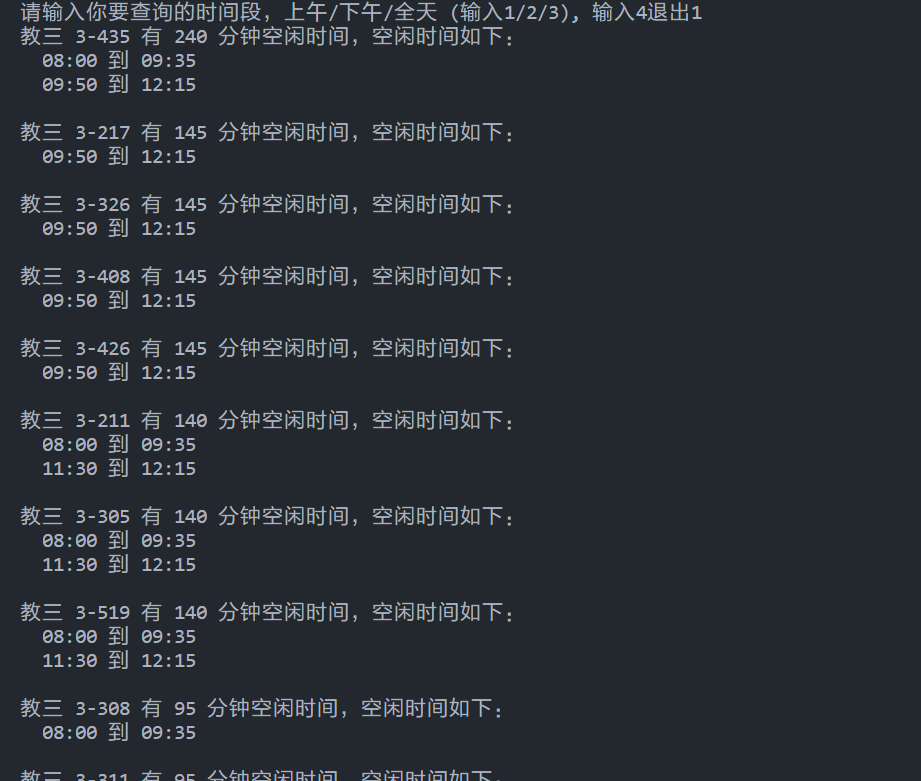 请输入你要查询的时间段，上午/下午/全天 (输入1/2/3), 输入4退出1
教三 3-435 有 240 分钟空闲时间，空闲时间如下：
08:00 到 09:35
09:50 到 12:15
教三 3-217 有 145 分钟空闲时间，空闲时间如下：
09:50 到 12:15
教三 3-326 有 145 分钟空闲时间，空闲时间如下：
09:50 到 12:15
教三 3-408 有 145 分钟空闲时间，空闲时间如下：
09:50 到 12:15
教三 3-426 有 145 分钟空闲时间，空闲时间如下：
09:50 到 12:15
教三 3-211 有 140 分钟空闲时间，空闲时间如下：
08:00 到 09:35
11:30 到 12:15
教三 3-305 有 140 分钟空闲时间，空闲时间如下：
08:00 到 09:35
11:30 到 12:15
教三 3-519 有 140 分钟空闲时间，空闲时间如下：
08:00 到 09:35
11:30 到 12:15
教三 3-308 有 95 分钟空闲时间，空闲时间如下：
08:00 到 09:35
教三 3-311 有 95 分钟空闲时间，空闲时间如下：